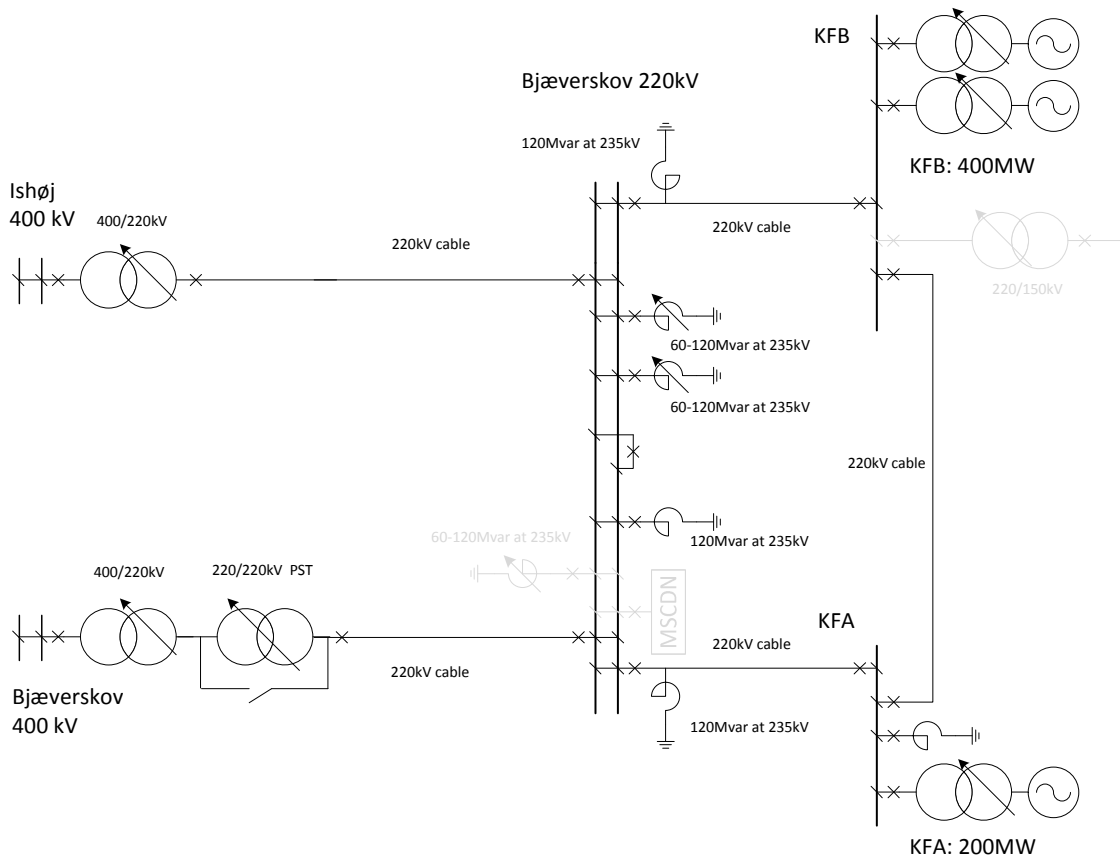 KFB
Bjæverskov 220kV
120Mvar at 235kV
KFB: 400MW
Ishøj
400 kV
400/220kV
220kV cable
220kV cable
220/150kV
60-120Mvar at 235kV
60-120Mvar at 235kV
220kV cable
120Mvar at 235kV
60-120Mvar at 235kV
MSCDN
400/220kV
220/220kV PST
KFA
220kV cable
220kV cable
Bjæverskov
400 kV
120Mvar at 235kV
KFA: 200MW